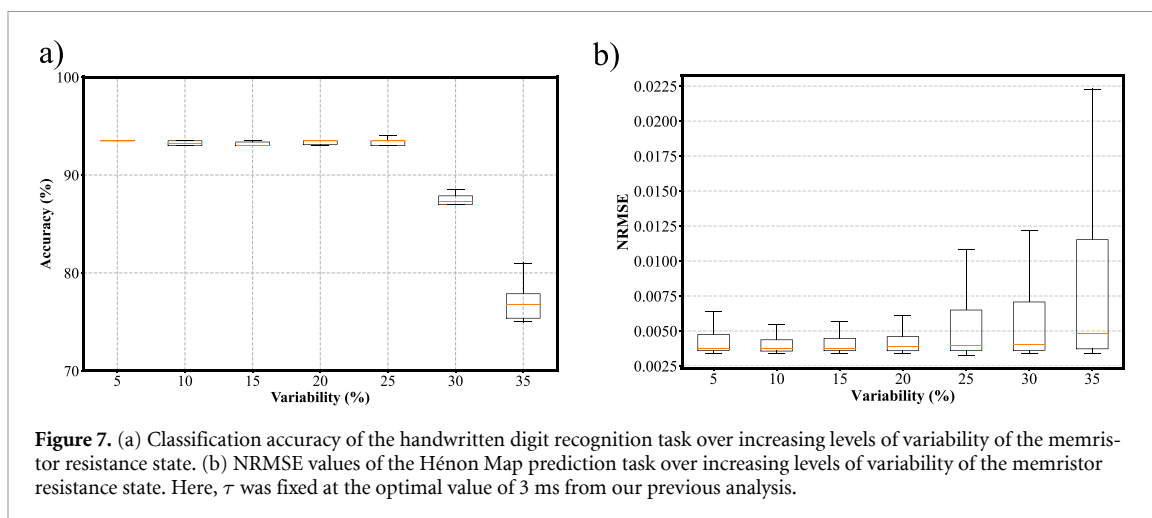 a)
100
90
80
70
Accuracy (%)
5 10 15 20 25 30 35
Variability (%)
b)
0.0225
0.0200
0.0175
0.0150
0.0125
0.0100
0.0075
0.0050
0.0025
NRMSE
5 10 15 20 25 30 35
Variability (%)
Figure 7. (a) Classification accuracy of the handwritten digit recognition task over increasing levels of variability of the memris-
tor resistance state. (b) NRMSE values of the Hénon Map prediction task over increasing levels of variability of the memristor
resistance state. Here, τ was fixed at the optimal value of 3 ms from our previous analysis.